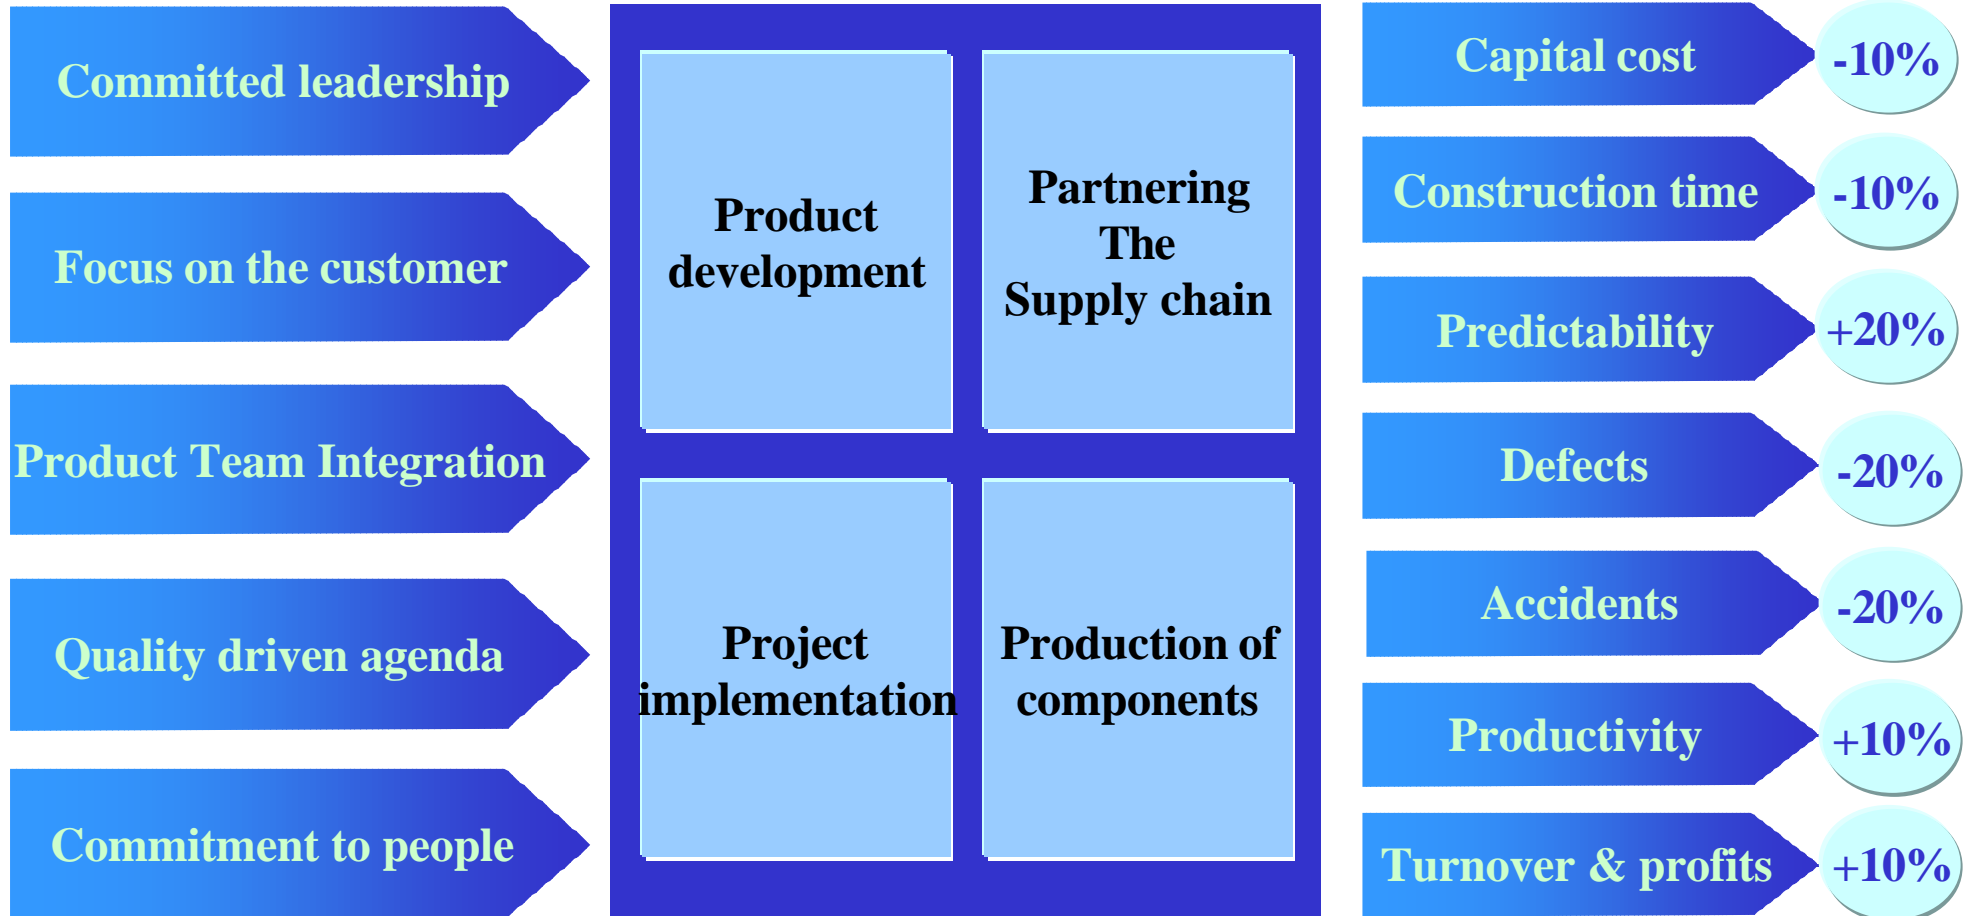 Committed leadership
Focus on the customer
Product Team Integration
Quality driven agenda
Commitment to people
Product
development
Partnering
The
Supply chain
Project
implementation
Production of
components
Capital cost
-10%
Construction time
-10%
Predictability
+20%
Defects
-20%
Accidents
-20%
Productivity
+10%
Turnover & profits
+10%